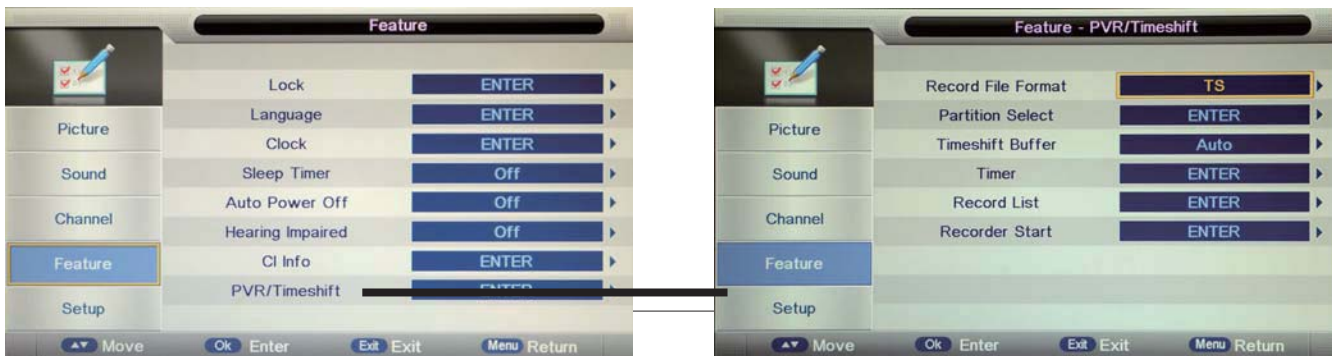 Feature
Lock ENTER
Language ENTER
Picture
Clock ENTER
Sound
Sleep Timer Off
Auto Power Off Off
Channel
Hearing Impaired Off
Feature
CI Info ENTER
PVR/Timeshift ENTER
Setup
Move Ok Enter Exit Exit Menu Return
Feature - PVR/Timeshift
Record File Format TS
Partition Select ENTER
Picture
Timeshift Buffer Auto
Sound
Timer ENTER
Record List ENTER
Channel
Recorder Start ENTER
Feature
Setup
Move Ok Enter Exit Exit Menu Return